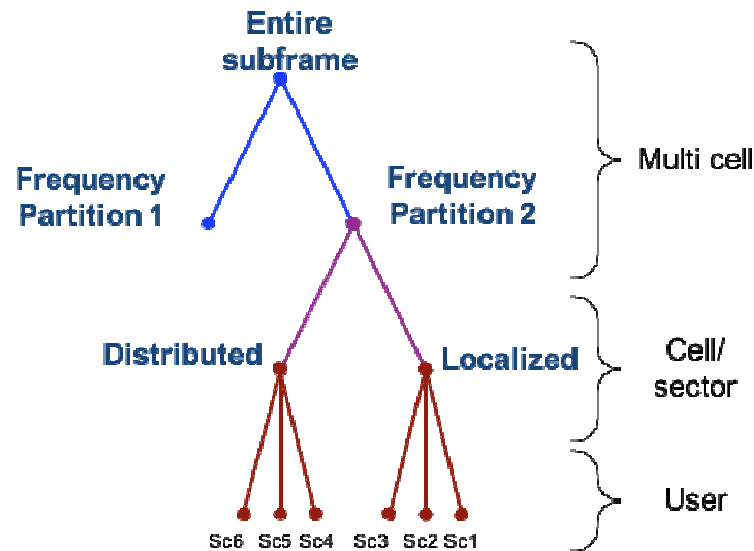 Entire
subframe
Multi cell
Frequency
Partition 1
Frequency
Partition 2
Distributed
Localized
Cell/
sector
User
Sc6 Sc5 Sc4 Sc3 Sc2 Sc1